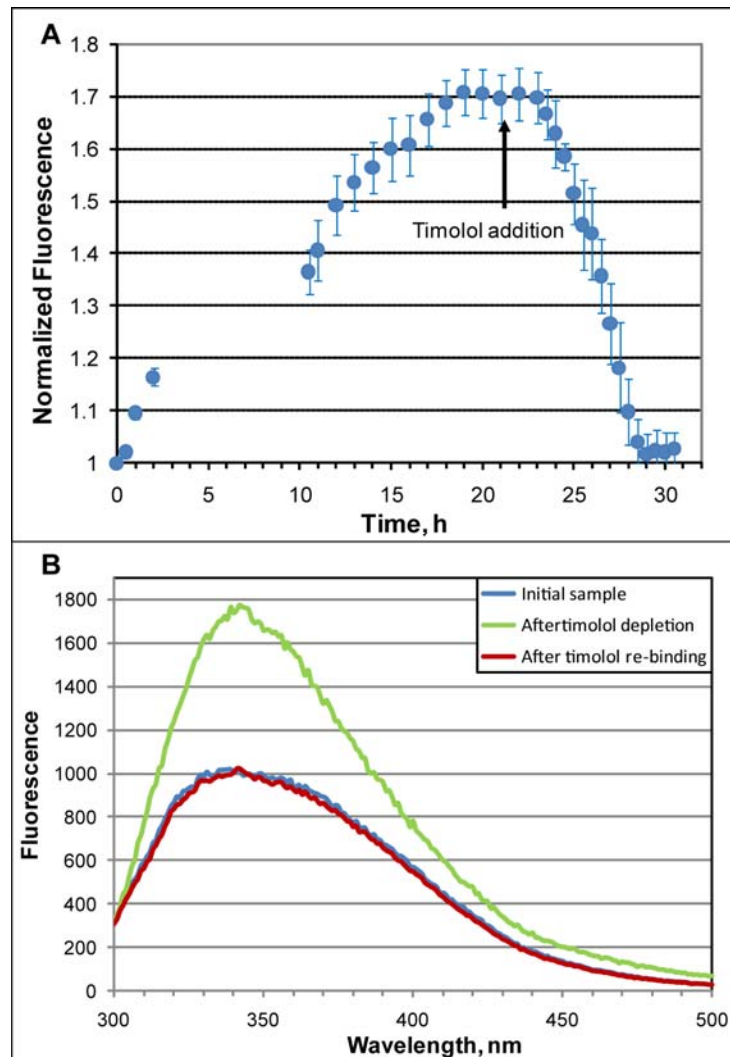 A
Normalized Fluorescence
1.8
1.7
1.6
1.5
1.4
1.3
1.2
1.1
1
Timolol addition
0 5 10 15 20 25 30
Time, h
B
Fluorescence
1800
1600
1400
1200
1000
800
600
400
200
0
Initial sample
Aftertimolol depletion
After timolol re-binding
300 350 400 450 500
Wavelength, nm